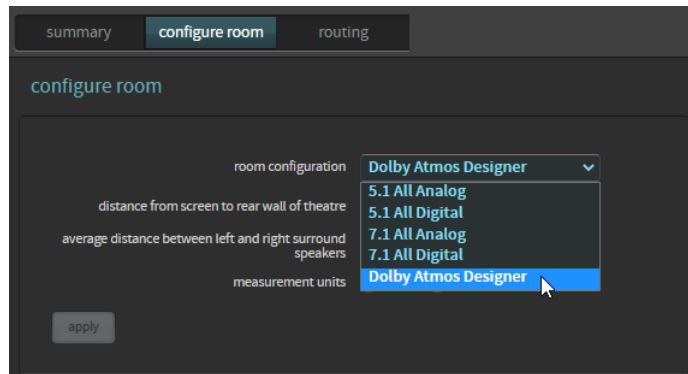 summary configure room routing
configure room
room configuration Dolby Atmos Designer
5.1 All Analog
distance from screen to rear wall of theatre 5.1 All Digital
7.1 All Analog
average distance between left and right surround
speakers 7.1 All Digital
measurement units Dolby Atmos Designer
apply